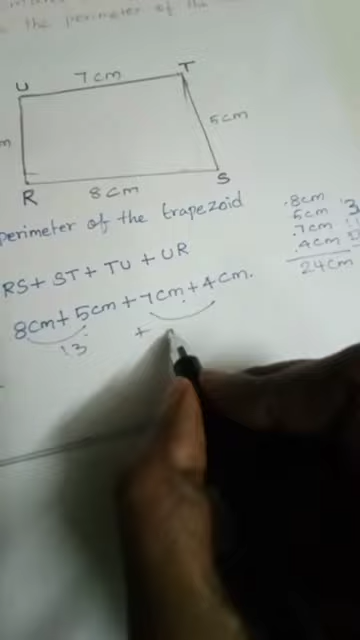 the perimeter of the
U 7cm T
5cm
m
R 8cm S
perimeter of the trapezoid
RS + ST + TU + UR
8cm + 5cm + 7cm + 4cm.
13 +
.8cm
5cm
.7cm
.4cm
24cm